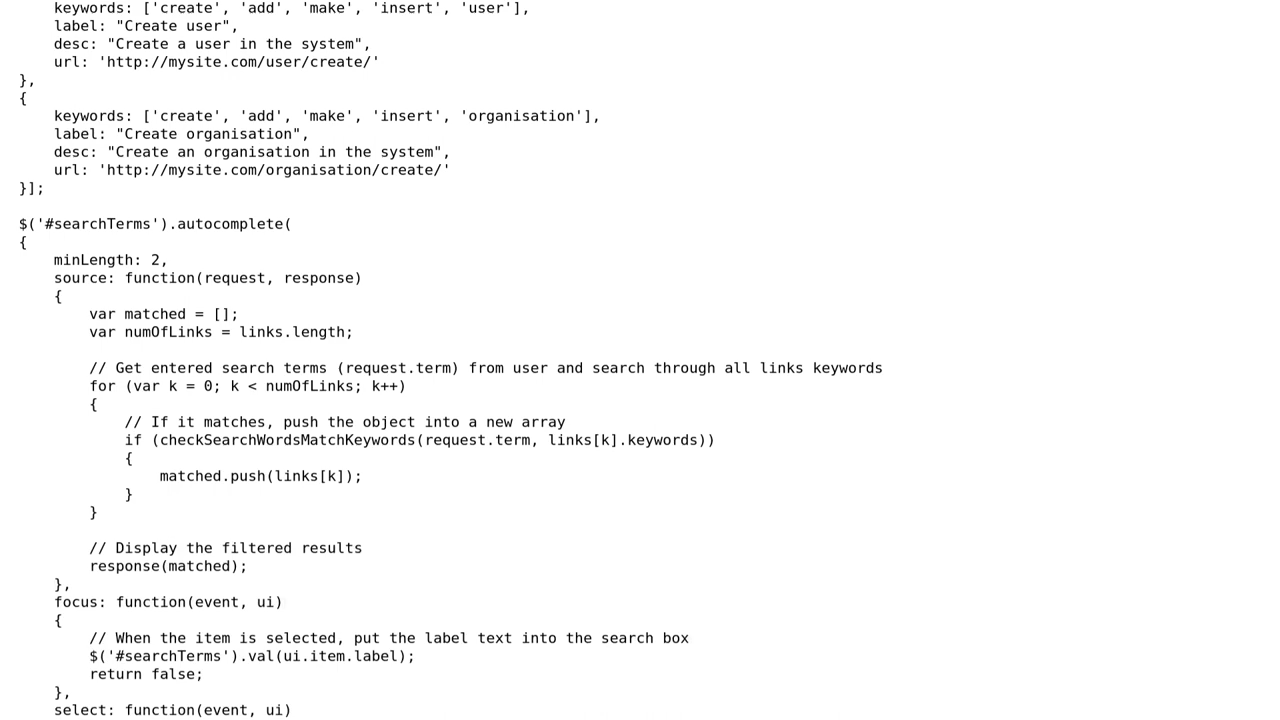 keywords: ['create', 'add', 'make', 'insert', 'user'],
    label: "Create user",
    desc: "Create a user in the system",
    url: 'http://mysite.com/user/create/'
},
{
    keywords: ['create', 'add', 'make', 'insert', 'organisation'],
    label: "Create organisation",
    desc: "Create an organisation in the system",
    url: 'http://mysite.com/organisation/create/'
}];

$('#searchTerms').autocomplete(
{
    minLength: 2,
    source: function(request, response)
    {
        var matched = [];
        var numOfLinks = links.length;

        // Get entered search terms (request.term) from user and search through all links keywords
        for (var k = 0; k < numOfLinks; k++)
        {
            // If it matches, push the object into a new array
            if (checkSearchWordsMatchKeywords(request.term, links[k].keywords))
            {
                matched.push(links[k]);
            }
        }

        // Display the filtered results
        response(matched);
    },
    focus: function(event, ui)
    {
        // When the item is selected, put the label text into the search box
        $('#searchTerms').val(ui.item.label);
        return false;
    },
    select: function(event, ui)